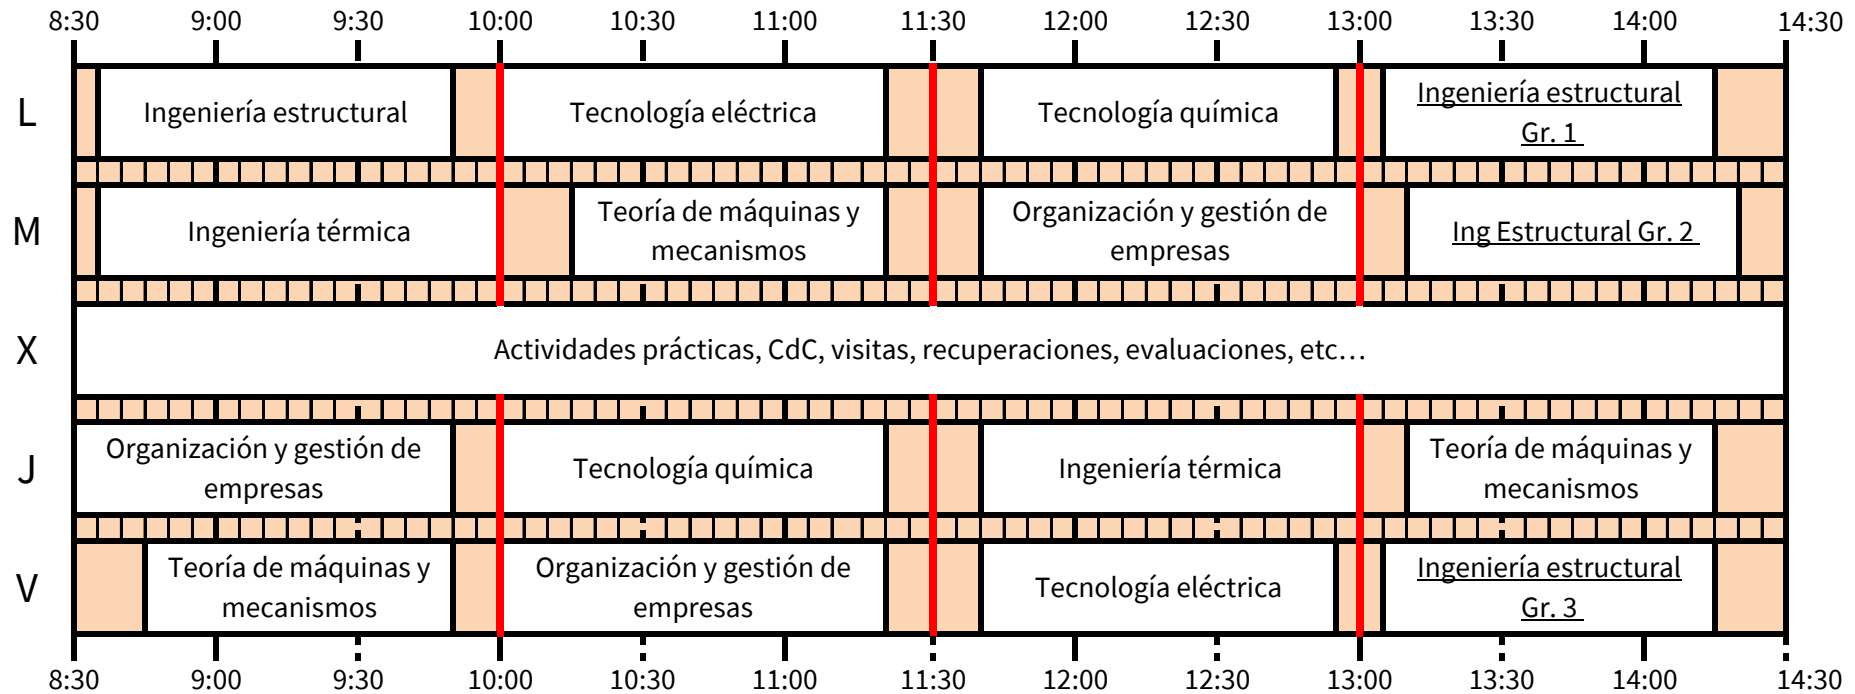 8:30 9:00 9:30 10:00 10:30 11:00 11:30 12:00 12:30 13:00 13:30 14:00 14:30
L
Ingeniería estructural
Tecnología eléctrica
Tecnología química
Ingeniería estructural
Gr. 1
M
Ingeniería térmica
Teoría de máquinas y
mecanismos
Organización y gestión de
empresas
Ing Estructural Gr. 2
X
Actividades prácticas, CdC, visitas, recuperaciones, evaluaciones, etc...
J
Organización y gestión de
empresas
Tecnología química
Ingeniería térmica
Teoría de máquinas y
mecanismos
V
Teoría de máquinas y
mecanismos
Organización y gestión de
empresas
Tecnología eléctrica
Ingeniería estructural
Gr. 3
8:30 9:00 9:30 10:00 10:30 11:00 11:30 12:00 12:30 13:00 13:30 14:00 14:30